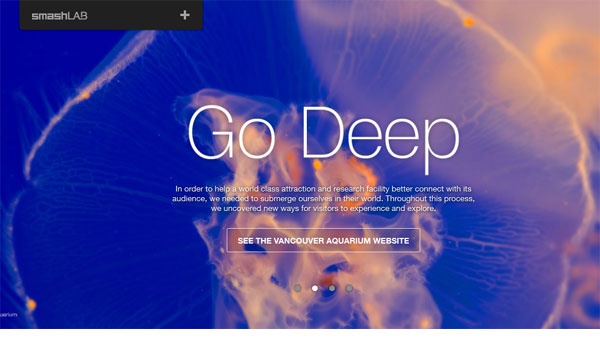 smashLAB
Go Deep
In order to help a world class attraction and research facility better connect with its
audience, we needed to submerge ourselves in their world. Throughout this process,
we uncovered new ways for visitors to experience and explore.
SEE THE VANCOUVER AQUARIUM WEBSITE